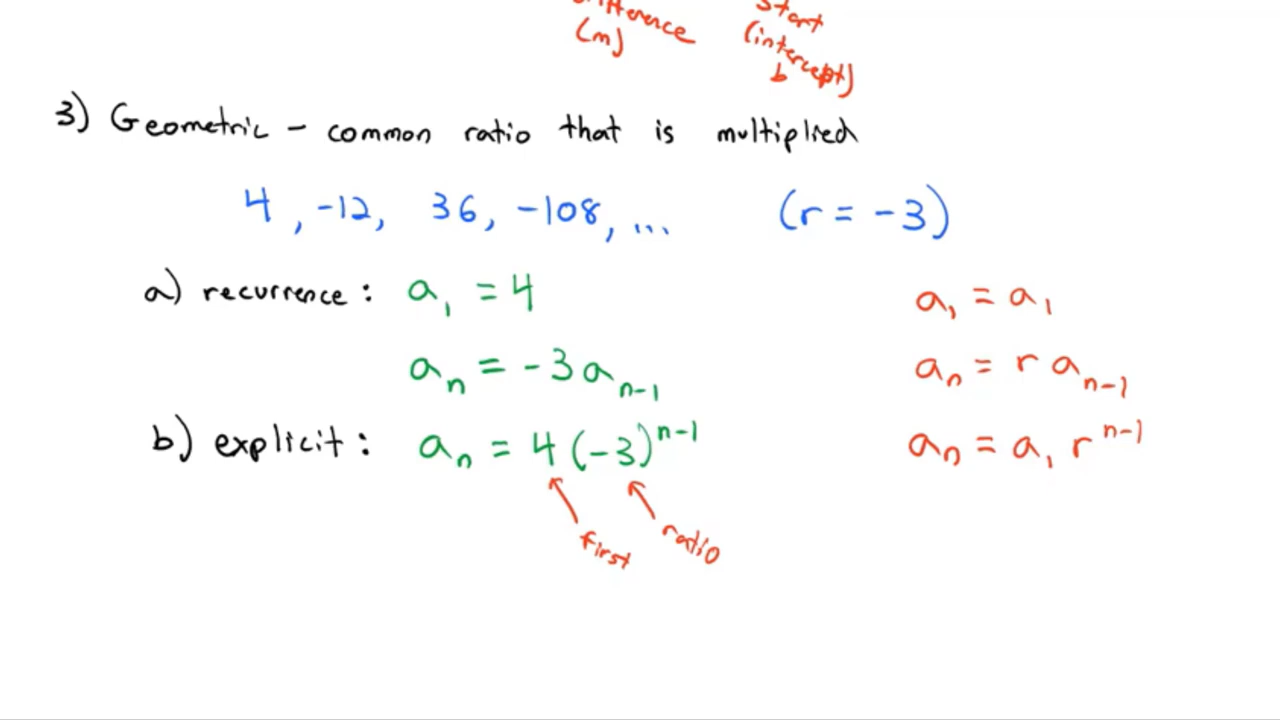 (m)
start
(intercept)
b
3) Geometric - common ratio that is multiplied
4, -12, 36, -108, ... (r = -3)
a) recurrence: a₁ = 4 a₁ = a₁
aₙ = -3aₙ₋₁ aₙ = r aₙ₋₁
b) explicit: aₙ = 4(-3)ⁿ⁻¹ aₙ = a₁ rⁿ⁻¹
first ratio